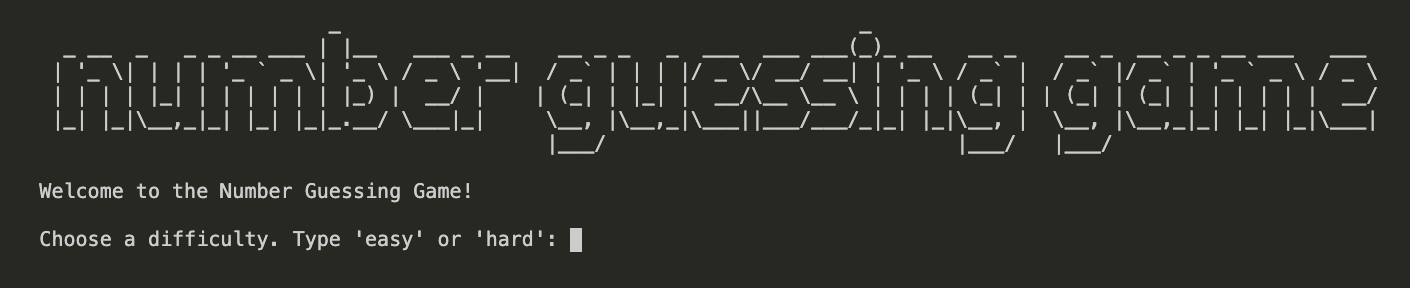 number guessing game
Welcome to the Number Guessing Game!
Choose a difficulty. Type 'easy' or 'hard':